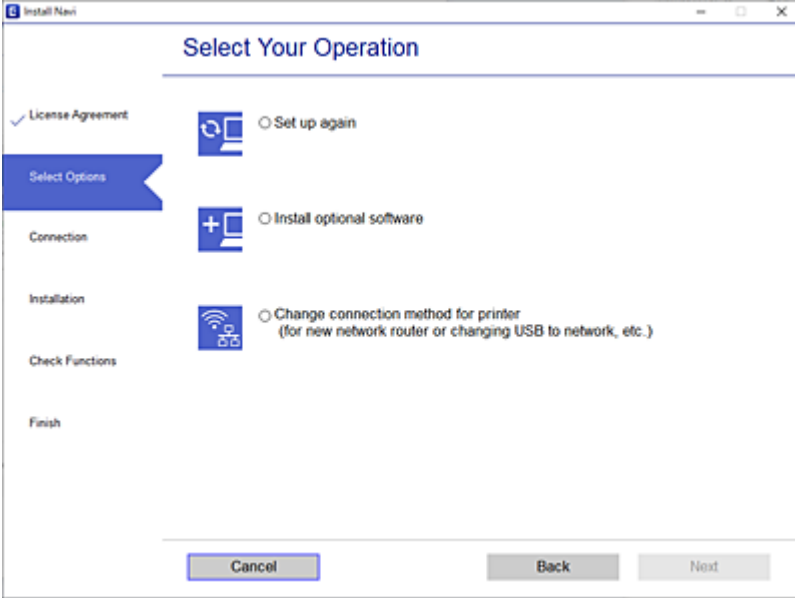 Install Navi
Select Your Operation
License Agreement
Select Options
Connection
Installation
Check Functions
Finish
Set up again
Install optional software
Change connection method for printer
(for new network router or changing USB to network, etc.)
Cancel
Back
Next